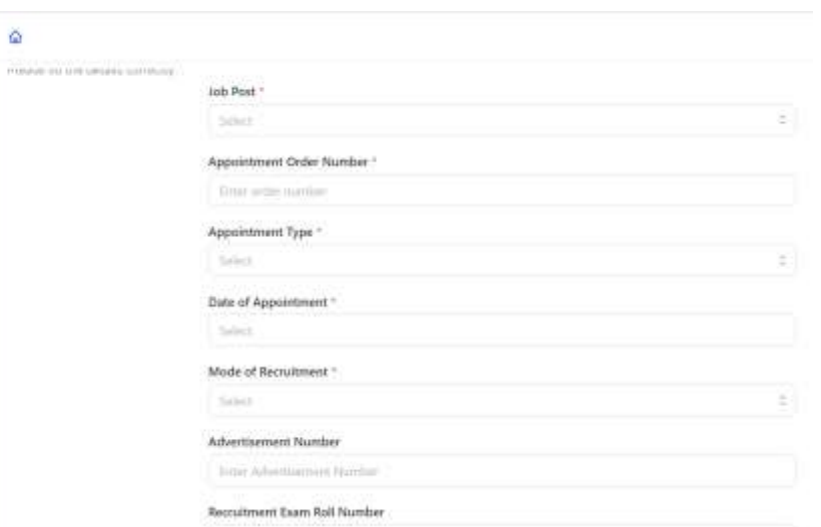 Job Post *
Select
Appointment Order Number *
Enter order number
Appointment Type *
Select
Date of Appointment *
Select
Mode of Recruitment *
Select
Advertisement Number
Enter Advertisement Number
Recruitment Exam Roll Number